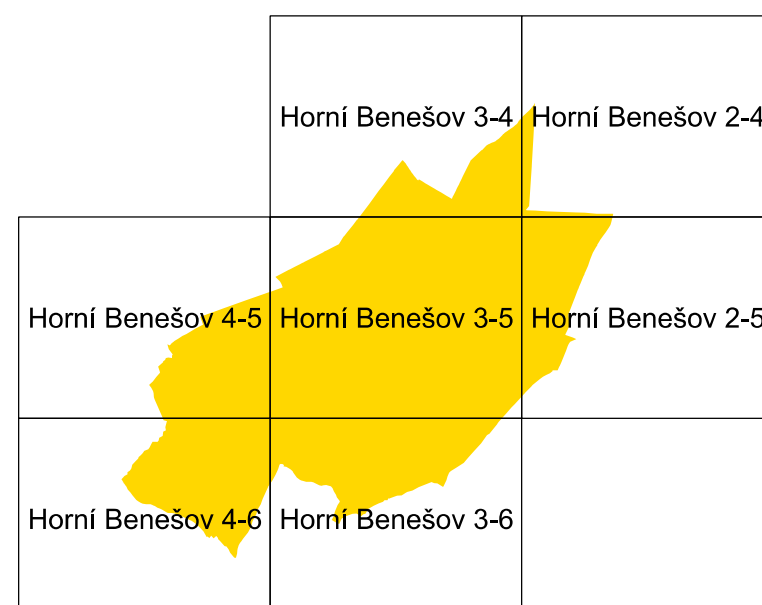 Horní Benešov 3-4
Horní Benešov 2-4
Horní Benešov 4-5
Horní Benešov 3-5
Horní Benešov 2-5
Horní Benešov 4-6
Horní Benešov 3-6